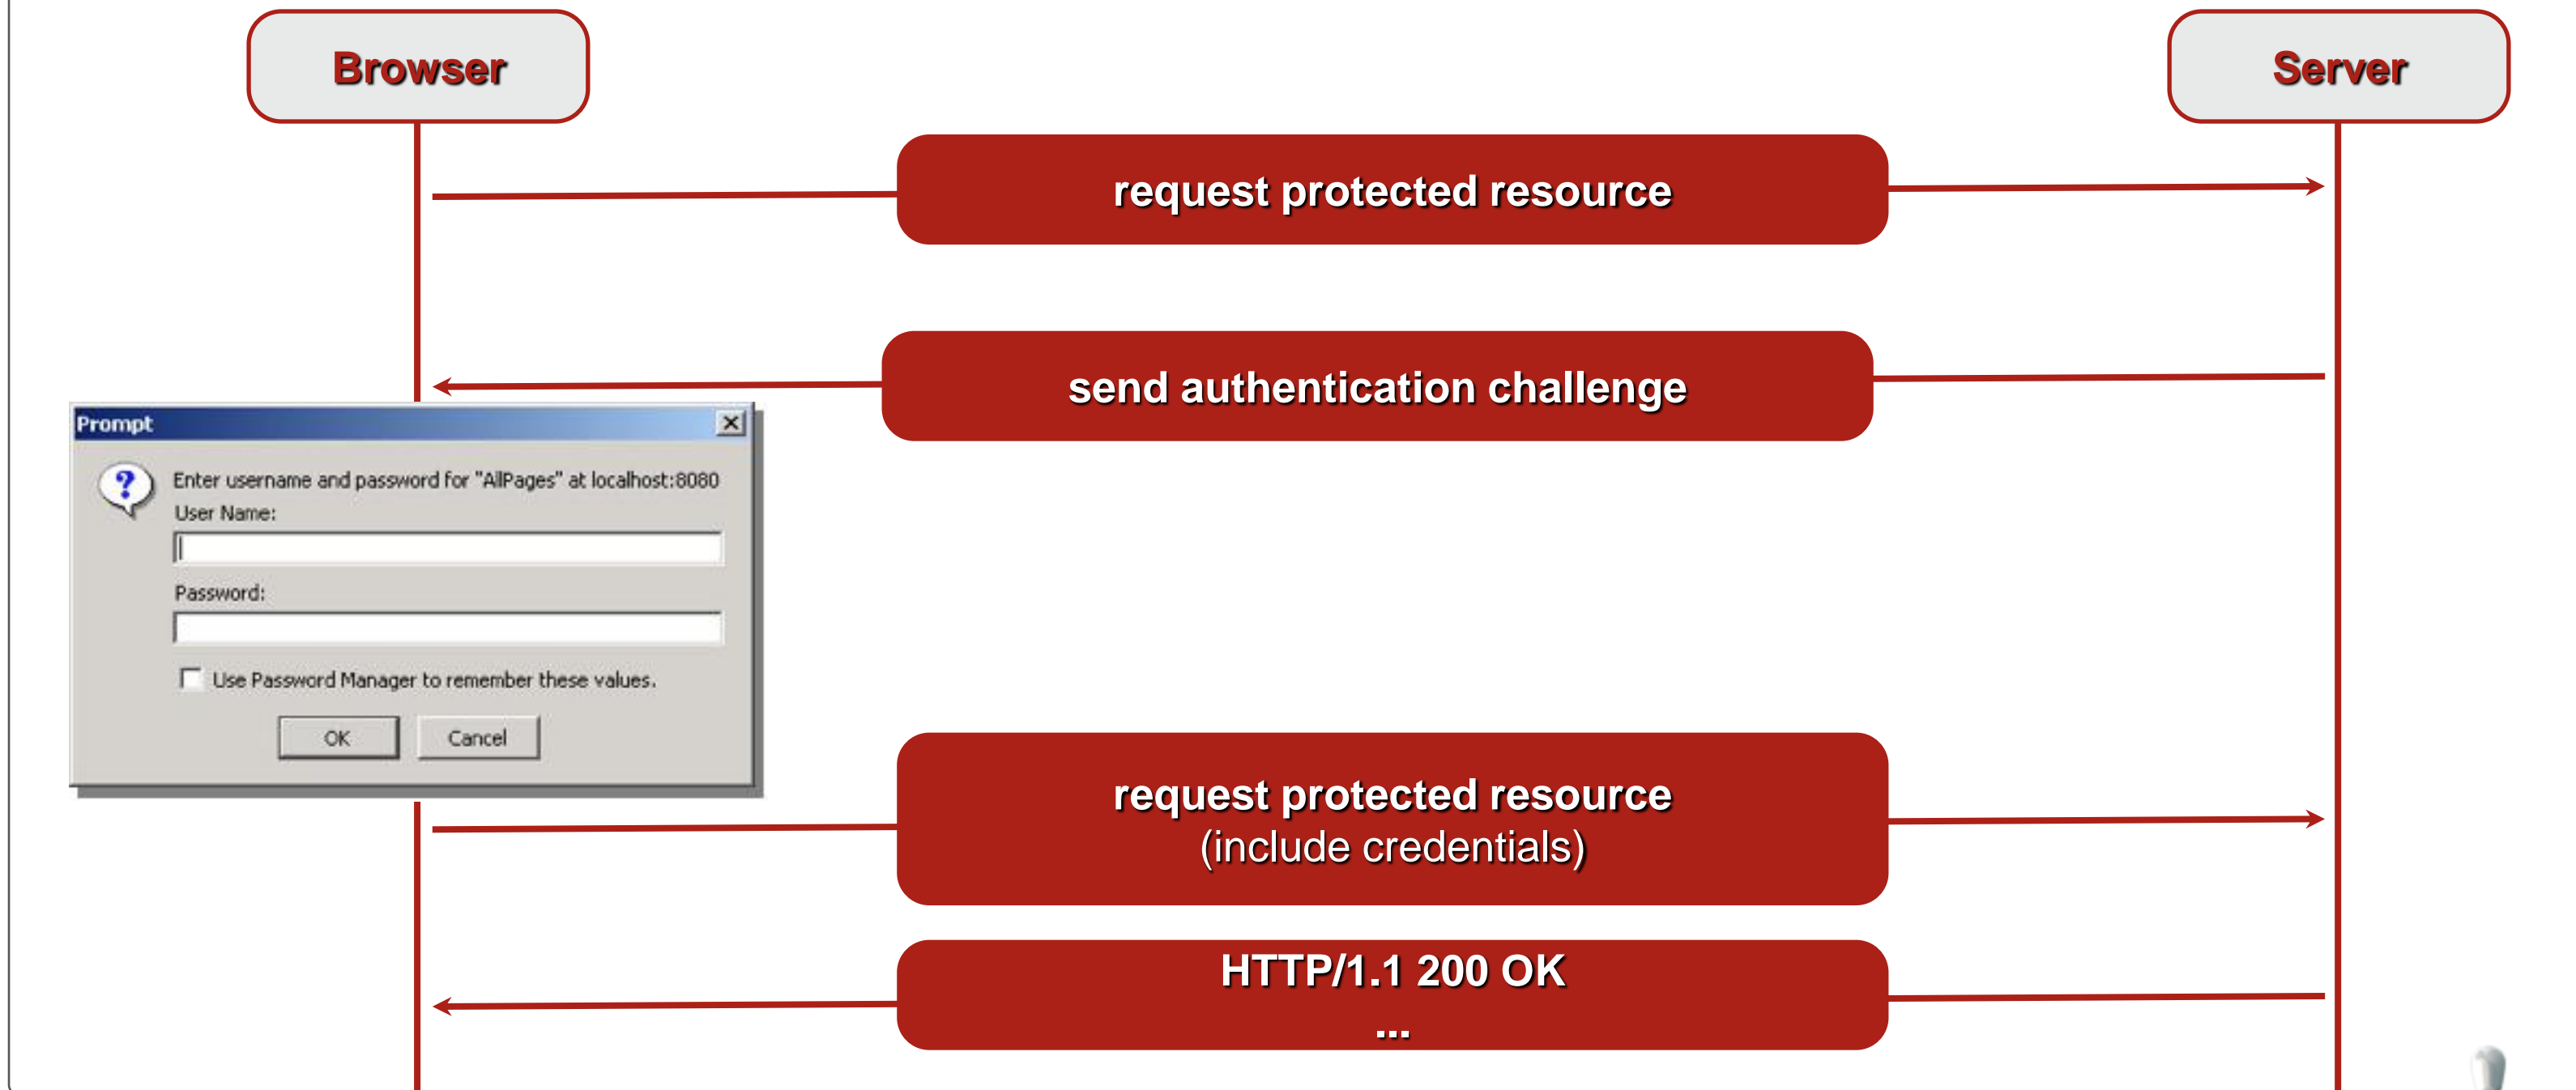 Browser
Server
request protected resource
send authentication challenge
Prompt
Enter username and password for "AllPages" at localhost:8080
User Name:
Password:
Use Password Manager to remember these values.
OK
Cancel
request protected resource
(include credentials)
HTTP/1.1 200 OK
...